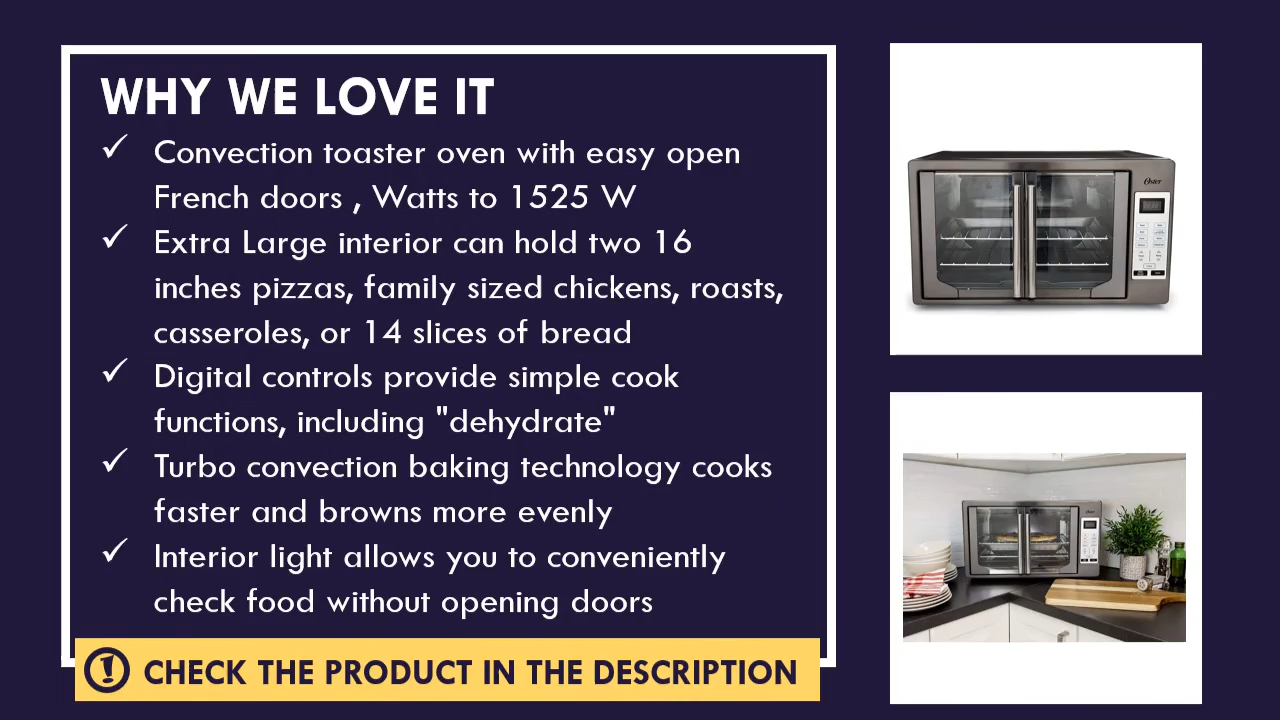 WHY WE LOVE IT
✓ Convection toaster oven with easy open
French doors , Watts to 1525 W
✓ Extra Large interior can hold two 16
inches pizzas, family sized chickens, roasts,
casseroles, or 14 slices of bread
✓ Digital controls provide simple cook
functions, including "dehydrate"
✓ Turbo convection baking technology cooks
faster and browns more evenly
✓ Interior light allows you to conveniently
check food without opening doors
! CHECK THE PRODUCT IN THE DESCRIPTION
Oster